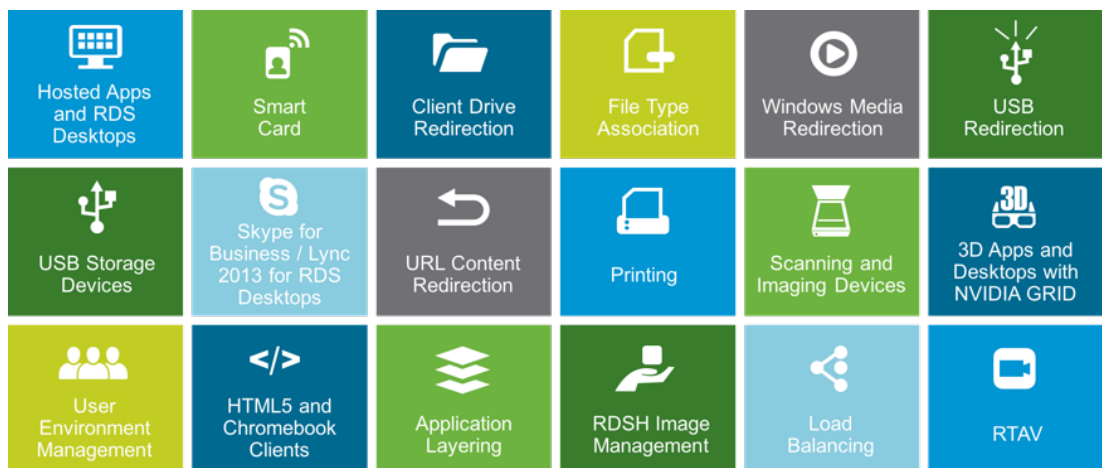 Hosted Apps
and RDS
Desktops
Smart
Card
Client Drive
Redirection
File Type
Association
Windows Media
Redirection
USB
Redirection
USB Storage
Devices
S
Skype for
Business / Lync
2013 for RDS
Desktops
URL Content
Redirection
Printing
Scanning and
Imaging Devices
3D
3D Apps and
Desktops with
NVIDIA GRID
User
Environment
Management
</>
HTML5 and
Chromebook
Clients
Application
Layering
RDSH Image
Management
Load
Balancing
RTAV